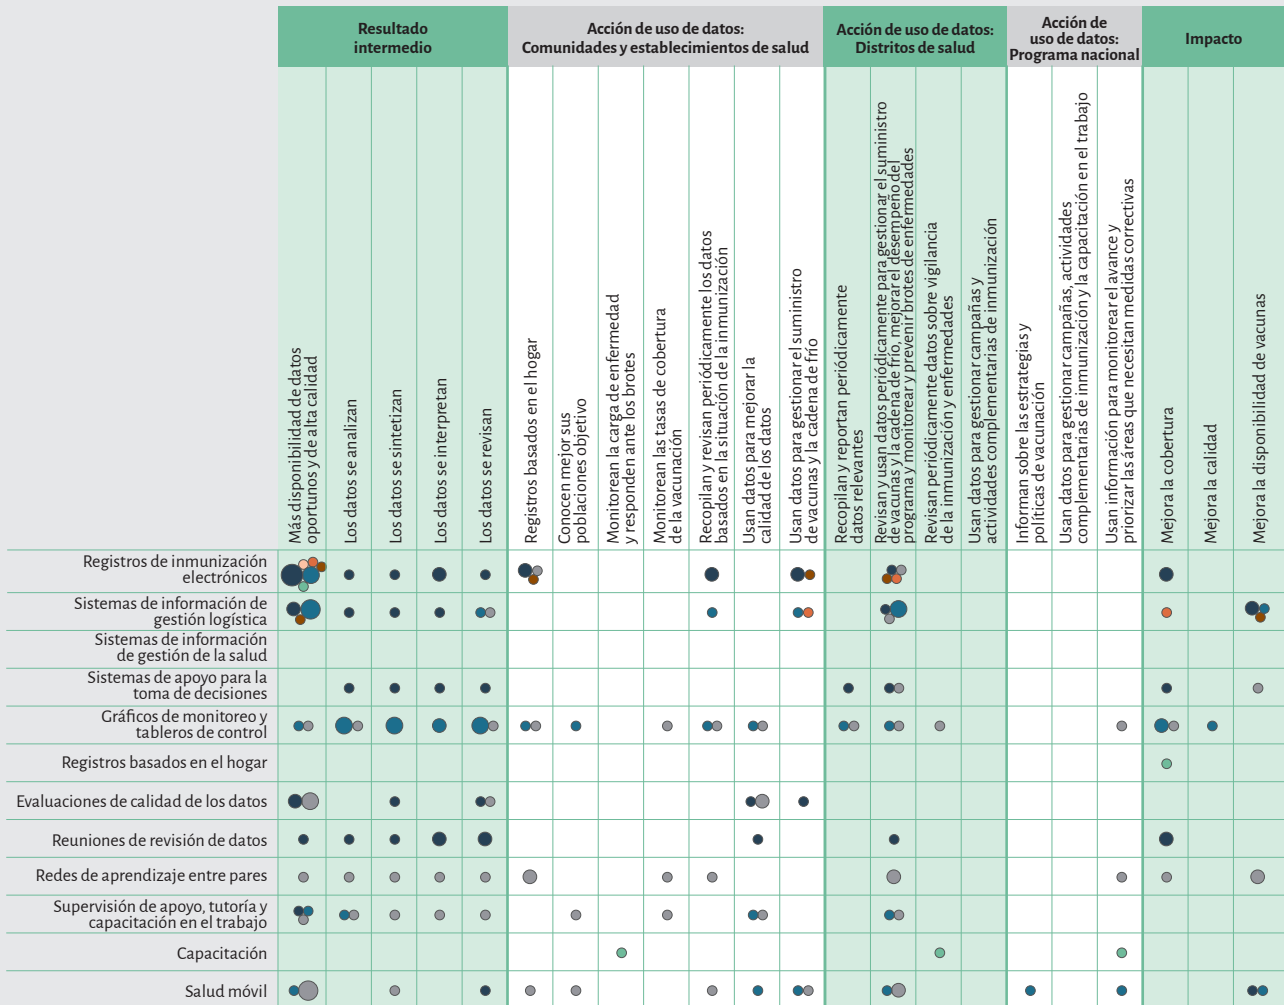 Resultado
intermedio
Acción de uso de datos:
Comunidades y establecimientos de salud
Acción de uso de datos:
Distritos de salud
Acción de
uso de datos:
Programa nacional
Impacto
Más disponibilidad de datos
oportunos y de alta calidad
Los datos se analizan
Los datos se sintetizan
Los datos se interpretan
Los datos se revisan
Registros basados en el hogar
Conocen mejor sus
poblaciones objetivo
Monitorean la carga de enfermedad
y responden ante los brotes
Monitorean las tasas de cobertura
de la vacunación
Recopilan y revisan periódicamente los datos
basados en la situación de la inmunización
Usan datos para mejorar la
calidad de los datos
Usan datos para gestionar el suministro
de vacunas y la cadena de frío
Recopilan y reportan periódicamente
datos relevantes
Revisan y usan datos periódicamente para gestionar el suministro
de vacunas y la cadena de frío, mejorar el desempeño del
programa y monitorear y prevenir brotes de enfermedades
Revisan periódicamente datos sobre vigilancia
de la inmunización y enfermedades
Usan datos para gestionar campañas y
actividades complementarias de inmunización
Informan sobre las estrategias y
políticas de vacunación
Usan datos para gestionar campañas, actividades
complementarias de inmunización y la capacitación en el trabajo
Usan información para monitorear el avance y
priorizar las áreas que necesitan medidas correctivas
Mejora la cobertura
Mejora la calidad
Mejora la disponibilidad de vacunas
Registros de inmunización
electrónicos
Sistemas de información de
gestión logística
Sistemas de información
de gestión de la salud
Sistemas de apoyo para la
toma de decisiones
Gráficos de monitoreo y
tableros de control
Registros basados en el hogar
Evaluaciones de calidad de los datos
Reuniones de revisión de datos
Redes de aprendizaje entre pares
Supervisión de apoyo, tutoría y
capacitación en el trabajo
Capacitación
Salud móvil